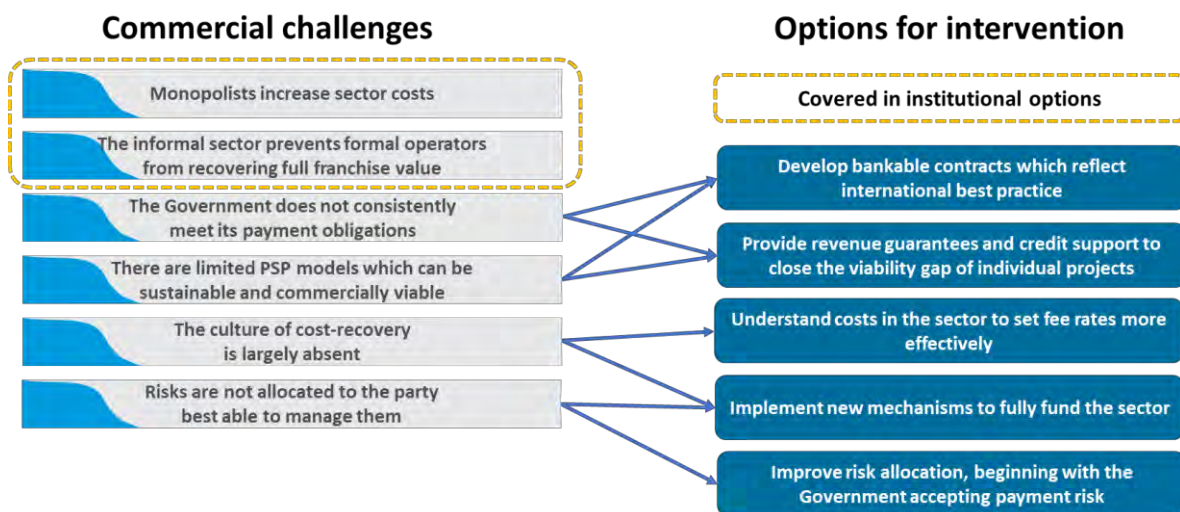 Commercial challenges
Monopolists increase sector costs
The informal sector prevents formal operators
from recovering full franchise value
The Government does not consistently
meet its payment obligations
There are limited PSP models which can be
sustainable and commercially viable
The culture of cost-recovery
is largely absent
Risks are not allocated to the party
best able to manage them
Options for intervention
Covered in institutional options
Develop bankable contracts which reflect
international best practice
Provide revenue guarantees and credit support to
close the viability gap of individual projects
Understand costs in the sector to set fee rates more
effectively
Implement new mechanisms to fully fund the sector
Improve risk allocation, beginning with the
Government accepting payment risk